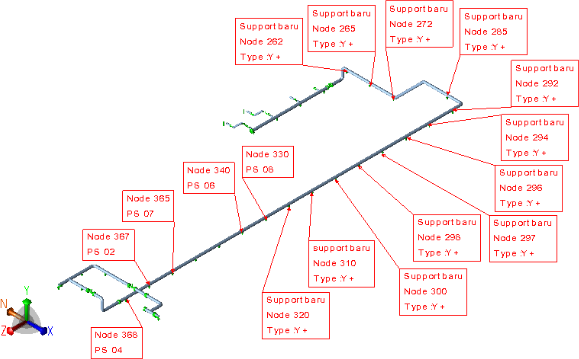 Support baru
Node 262
Type :Y +
Support baru
Node 265
Type :Y +
Support baru
Node 272
Type :Y +
Support baru
Node 285
Type :Y +
Support baru
Node 292
Type :Y +
Support baru
Node 294
Type :Y +
Support baru
Node 296
Type :Y +
Support baru
Node 297
Type :Y +
Support baru
Node 298
Type :Y +
Support baru
Node 300
Type :Y +
support baru
Node 310
Type :Y +
Support baru
Node 320
Type :Y +
Node 330
PS 08
Node 340
PS 06
Node 385
PS 07
Node 367
PS 02
Node 368
PS 04
Y
N
Z
X